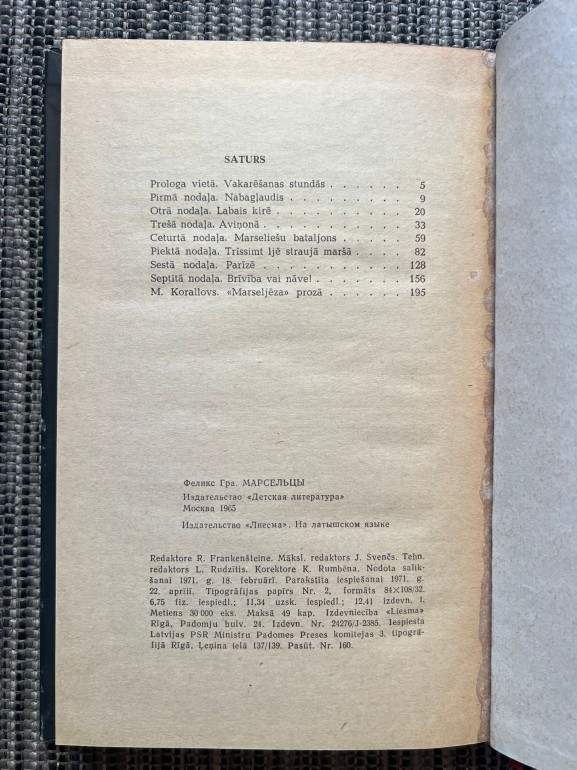 SATURS
Prologa vietā. Vakarēšanas stundās . . . . . . 5
Pirmā nodaļa. Nabagļaudis . . . . . . . . 9
Otrā nodaļa. Labais kirē . . . . . . . . . 20
Trešā nodaļa. Aviņonā . . . . . . . . . . 33
Ceturtā nodaļa. Marseliešu bataljons . . . . . 59
Piektā nodaļa. Trīssimt ljē straujā maršā . . . . 82
Sestā nodaļa. Parīzē . . . . . . . . . . 128
Septītā nodaļa. Brīvība vai nāve! . . . . . . 156
M. Korallovs. «Marseljēza» prozā . . . . . . 195
Феликс Гра. МАРСЕЛЬЦЫ
Издательство «Детская литература»
Москва 1965
Издательство «Лиесма». На латышском языке
Redaktore R. Frankenšteine. Māksl. redaktors J. Svenčs. Tehn.
redaktors L. Rudzītis. Korektore K. Rumbēna. Nodota salik-
šanai 1971. g. 18. februārī. Parakstīta iespiešanai 1971. g.
22. aprīlī. Tipogrāfijas papīrs Nr. 2, formāts 84×108/32.
6,75 fiz. iespiedl.; 11,34 uzsk. iespiedl.; 12,41 izdevn. l.
Metiens 30 000 eks. Maksā 49 kap. Izdevniecība «Liesma»
Rīgā, Padomju bulv. 24. Izdevn. Nr. 24276/J-2385. Iespiesta
Latvijas PSR Ministru Padomes Preses komitejas 3. tipogrā-
fijā Rīgā, Ļeņina ielā 137/139. Pasūt. Nr. 160.